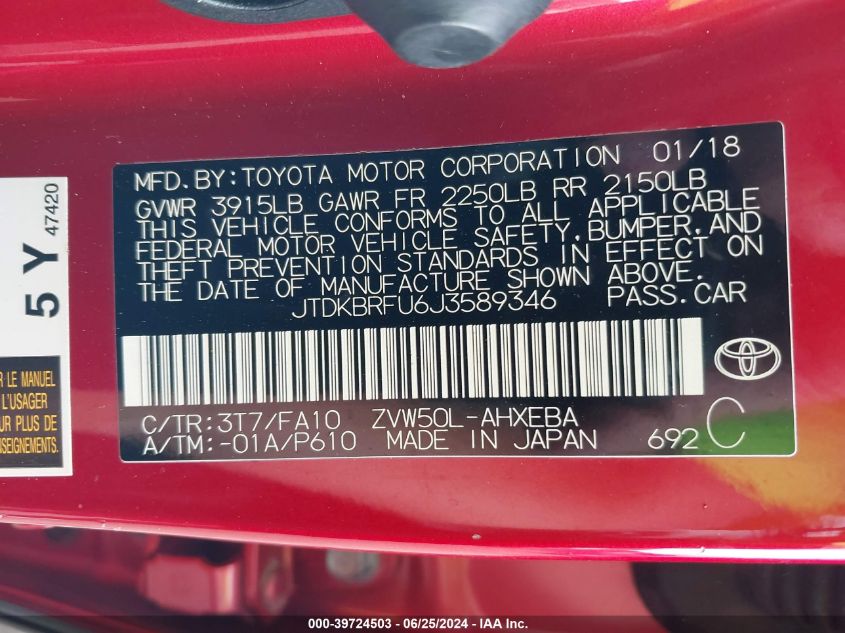 MFD. BY: TOYOTA MOTOR CORPORATION 01/18
GVWR 3915LB GAWR FR 2250LB RR 2150LB
THIS VEHICLE CONFORMS TO ALL APPLICABLE
FEDERAL MOTOR VEHICLE SAFETY, BUMPER, AND
THEFT PREVENTION STANDARDS IN EFFECT ON
THE DATE OF MANUFACTURE SHOWN ABOVE.
JTDKBRFU6J3589346 PASS.CAR
C/TR: 3T7/FA10 ZVW50L-AHXEBA
A/TM: -01A/P610 MADE IN JAPAN 692 C
5 Y 47420
LE MANUEL
L'USAGER
PLUS DE
000-39724503 - 06/25/2024 - IAA Inc.